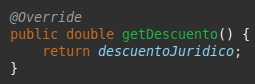 @Override
public double getDescuento() {
    return descuentoJuridico;
}